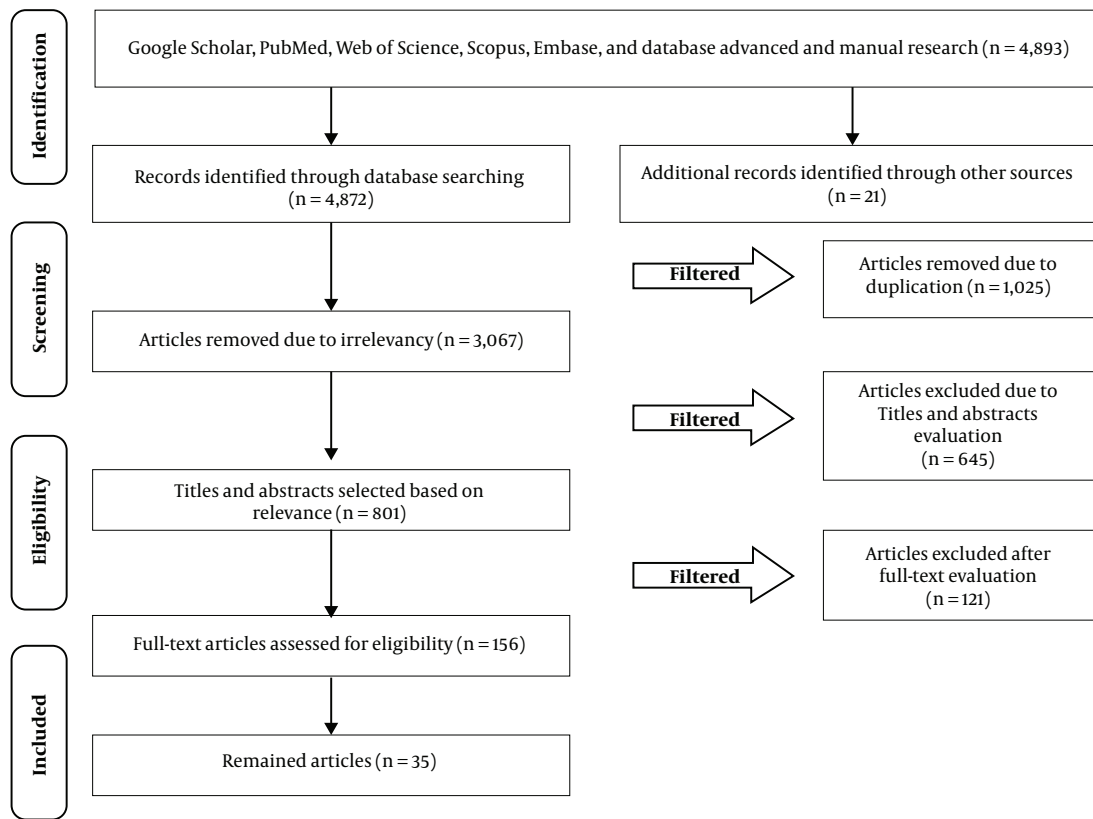 Identification
Google Scholar, PubMed, Web of Science, Scopus, Embase, and database advanced and manual research (n = 4,893)
Records identified through database searching
(n = 4,872)
Additional records identified through other sources
(n = 21)
Screening
Filtered
Articles removed due to
duplication (n = 1,025)
Articles removed due to irrelevancy (n = 3,067)
Filtered
Articles excluded due to
Titles and abstracts
evaluation
(n = 645)
Eligibility
Titles and abstracts selected based on
relevance (n = 801)
Filtered
Articles excluded after
full-text evaluation
(n = 121)
Full-text articles assessed for eligibility (n = 156)
Included
Remained articles (n = 35)